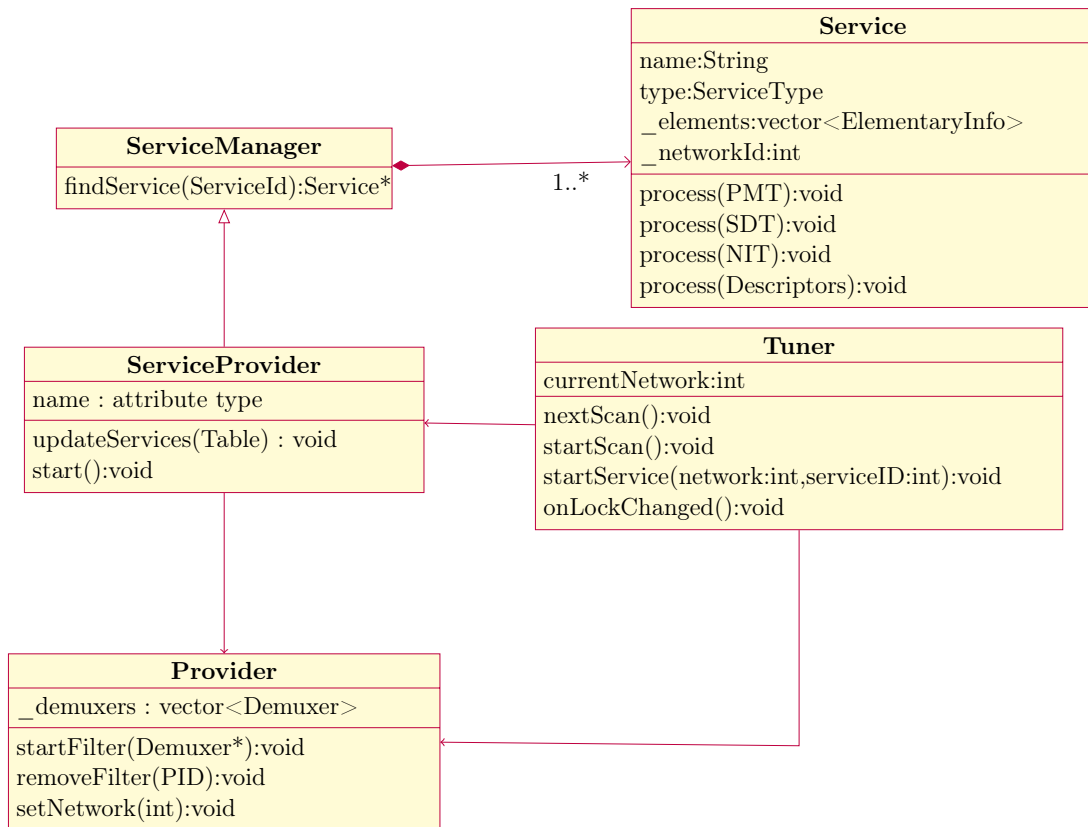 Service
name:String
type:ServiceType
_elements:vector<ElementaryInfo>
_networkId:int
process(PMT):void
process(SDT):void
process(NIT):void
process(Descriptors):void
ServiceManager
findService(ServiceId):Service*
1..*
ServiceProvider
name : attribute type
updateServices(Table) : void
start():void
Tuner
currentNetwork:int
nextScan():void
startScan():void
startService(network:int,serviceID:int):void
onLockChanged():void
Provider
_demuxers : vector<Demuxer>
startFilter(Demuxer*):void
removeFilter(PID):void
setNetwork(int):void